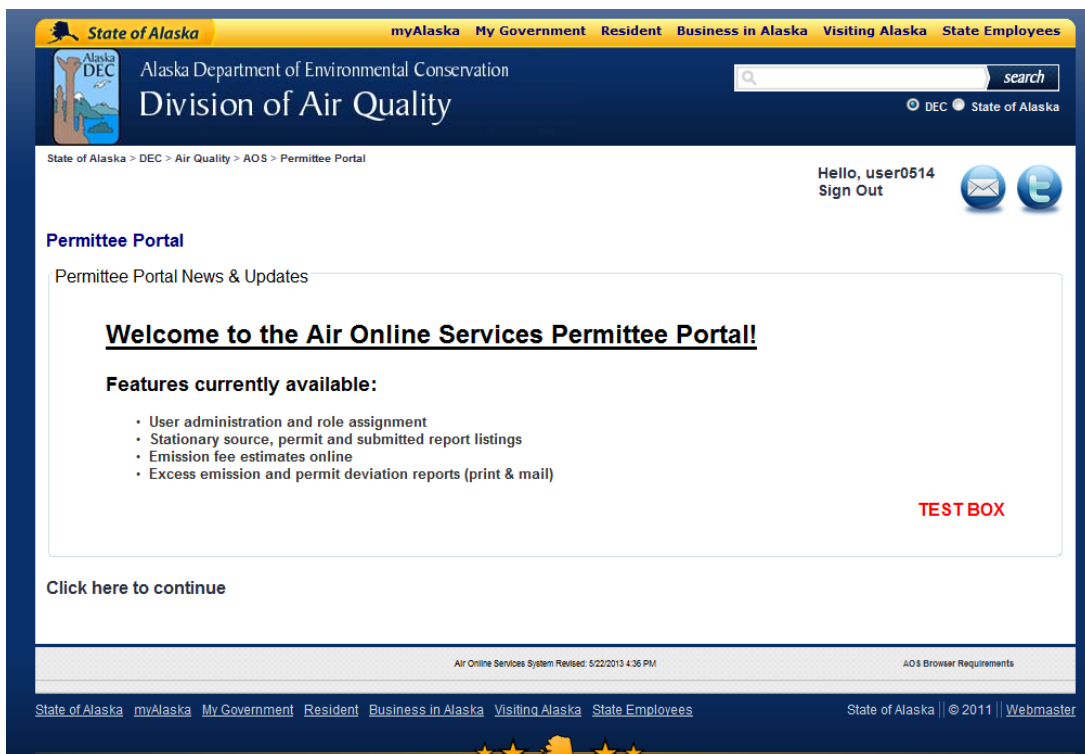 State of Alaska
myAlaska My Government Resident Business in Alaska Visiting Alaska State Employees
Alaska
DEC
Alaska Department of Environmental Conservation
Division of Air Quality
search
DEC State of Alaska
State of Alaska > DEC > Air Quality > AOS > Permittee Portal
Hello, user0514
Sign Out
Permittee Portal
Permittee Portal News & Updates
Welcome to the Air Online Services Permittee Portal!
Features currently available:
• User administration and role assignment
• Stationary source, permit and submitted report listings
• Emission fee estimates online
• Excess emission and permit deviation reports (print & mail)
TEST BOX
Click here to continue
Air Online Services System Revised: 5/22/2013 4:36 PM
AOS Browser Requirements
State of Alaska myAlaska My Government Resident Business in Alaska Visiting Alaska State Employees
State of Alaska || © 2011 || Webmaster